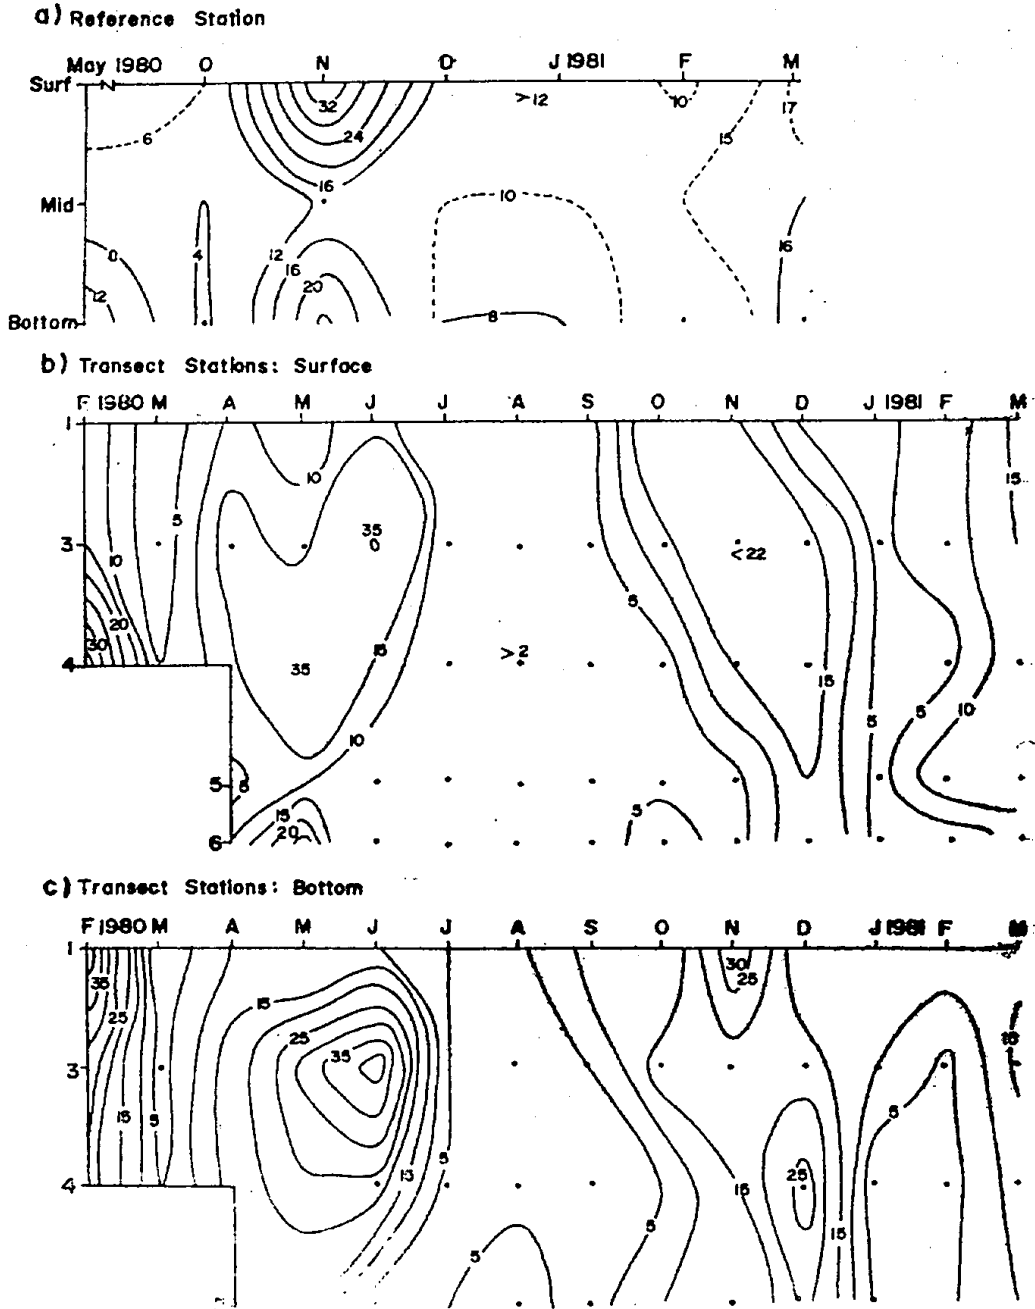 a) Reference Station
May 1980 O N D J 1981 F M
Surf
32 >12 10 17
6 24 15
16
Mid 10
0 4 12 16
16
12 20
Bottom 8
b) Transect Stations: Surface
F 1980 M A M J J A S O N D J 1981 F M
1
10 15
5
3 35 <22
0
10
5
20
30 15 >2
4 35 15
5 10
5
10
5 5
15 5
20
6
c) Transect Stations: Bottom
F 1980 M A M J J A S O N D J 1981 F M
1
30
35 25
15
25 25
35
3
15 5 5
5
15 25
4 15
5 15
5